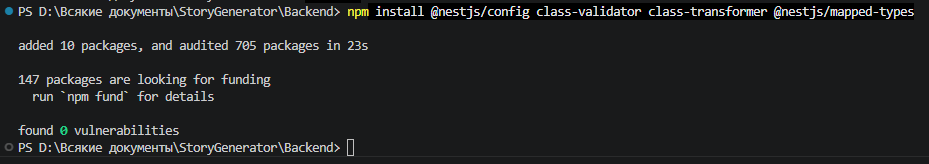 PS D:\Всякие документы\StoryGenerator\Backend> npm install @nestjs/config class-validator class-transformer @nestjs/mapped-types
added 10 packages, and audited 705 packages in 23s
147 packages are looking for funding
  run `npm fund` for details
found 0 vulnerabilities
PS D:\Всякие документы\StoryGenerator\Backend>